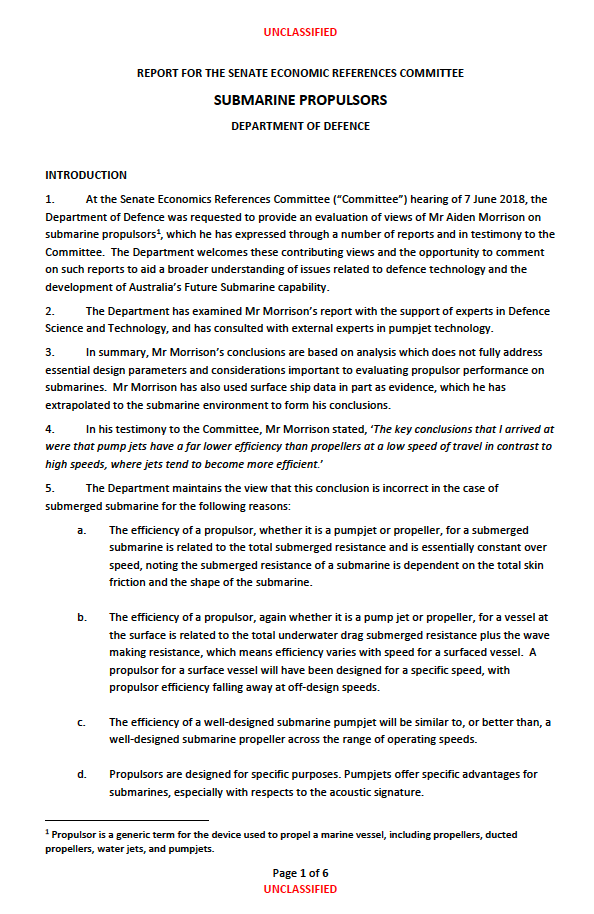 UNCLASSIFIED
REPORT FOR THE SENATE ECONOMIC REFERENCES COMMITTEE
SUBMARINE PROPULSORS
DEPARTMENT OF DEFENCE
INTRODUCTION
1. At the Senate Economics References Committee (“Committee”) hearing of 7 June 2018, the
Department of Defence was requested to provide an evaluation of views of Mr Aiden Morrison on
submarine propulsors¹, which he has expressed through a number of reports and in testimony to the
Committee. The Department welcomes these contributing views and the opportunity to comment
on such reports to aid a broader understanding of issues related to defence technology and the
development of Australia’s Future Submarine capability.
2. The Department has examined Mr Morrison’s report with the support of experts in Defence
Science and Technology, and has consulted with external experts in pumpjet technology.
3. In summary, Mr Morrison’s conclusions are based on analysis which does not fully address
essential design parameters and considerations important to evaluating propulsor performance on
submarines. Mr Morrison has also used surface ship data in part as evidence, which he has
extrapolated to the submarine environment to form his conclusions.
4. In his testimony to the Committee, Mr Morrison stated, ‘The key conclusions that I arrived at
were that pump jets have a far lower efficiency than propellers at a low speed of travel in contrast to
high speeds, where jets tend to become more efficient.’
5. The Department maintains the view that this conclusion is incorrect in the case of
submerged submarine for the following reasons:
a. The efficiency of a propulsor, whether it is a pumpjet or propeller, for a submerged
submarine is related to the total submerged resistance and is essentially constant over
speed, noting the submerged resistance of a submarine is dependent on the total skin
friction and the shape of the submarine.
b. The efficiency of a propulsor, again whether it is a pump jet or propeller, for a vessel at
the surface is related to the total underwater drag submerged resistance plus the wave
making resistance, which means efficiency varies with speed for a surfaced vessel. A
propulsor for a surface vessel will have been designed for a specific speed, with
propulsor efficiency falling away at off-design speeds.
c. The efficiency of a well-designed submarine pumpjet will be similar to, or better than, a
well-designed submarine propeller across the range of operating speeds.
d. Propulsors are designed for specific purposes. Pumpjets offer specific advantages for
submarines, especially with respects to the acoustic signature.
¹ Propulsor is a generic term for the device used to propel a marine vessel, including propellers, ducted
propellers, water jets, and pumpjets.
Page 1 of 6
UNCLASSIFIED